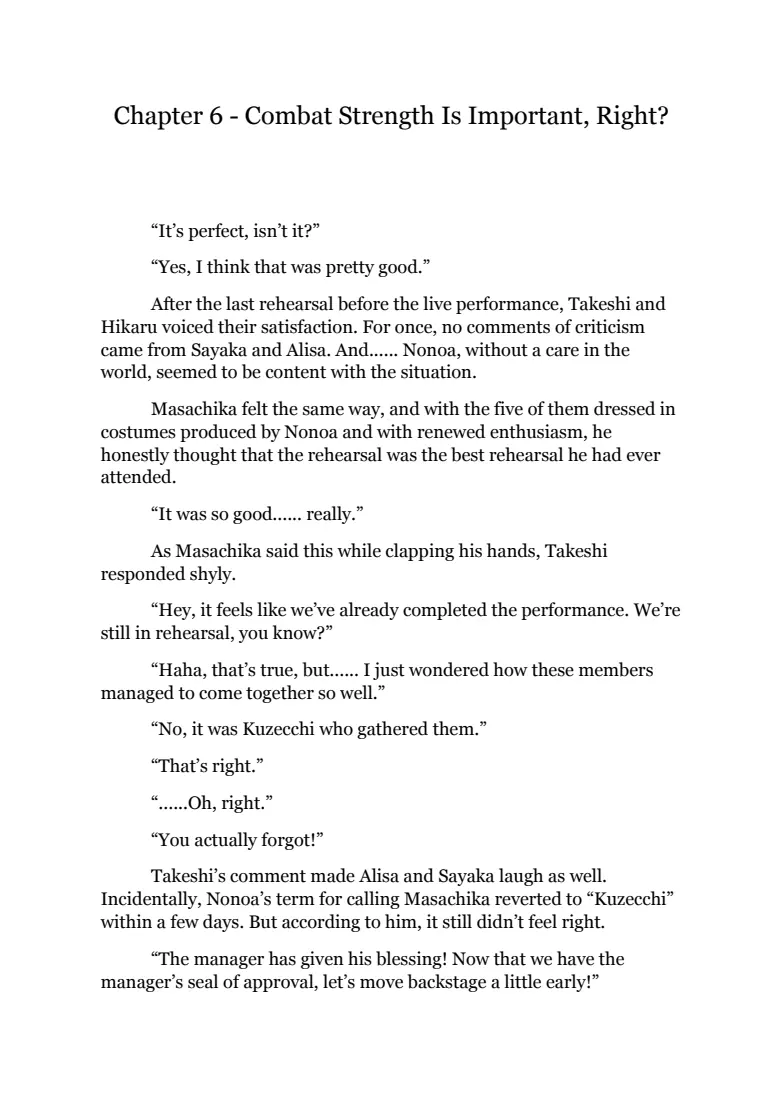 Chapter 6 - Combat Strength Is Important, Right?
“It’s perfect, isn’t it?”
“Yes, I think that was pretty good.”
After the last rehearsal before the live performance, Takeshi and
Hikaru voiced their satisfaction. For once, no comments of criticism
came from Sayaka and Alisa. And...... Nonoa, without a care in the
world, seemed to be content with the situation.
Masachika felt the same way, and with the five of them dressed in
costumes produced by Nonoa and with renewed enthusiasm, he
honestly thought that the rehearsal was the best rehearsal he had ever
attended.
“It was so good...... really.”
As Masachika said this while clapping his hands, Takeshi
responded shyly.
“Hey, it feels like we’ve already completed the performance. We’re
still in rehearsal, you know?”
“Haha, that’s true, but...... I just wondered how these members
managed to come together so well.”
“No, it was Kuzecchi who gathered them.”
“That’s right.”
“......Oh, right.”
“You actually forgot!”
Takeshi’s comment made Alisa and Sayaka laugh as well.
Incidentally, Nonoa’s term for calling Masachika reverted to “Kuzecchi”
within a few days. But according to him, it still didn’t feel right.
“The manager has given his blessing! Now that we have the
manager’s seal of approval, let’s move backstage a little early!”